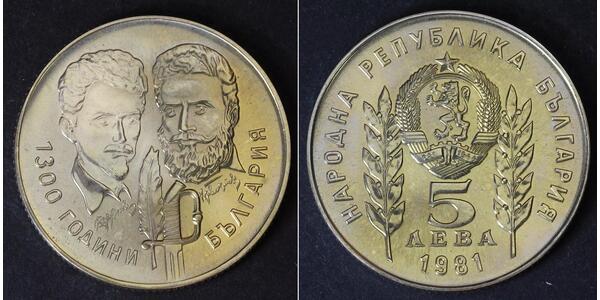 1300 ГОДИНИ
БЪЛГАРИЯ
НАРОДНА РЕПУБЛИКА БЪЛГАРИЯ
5
ЛЕВА
1981